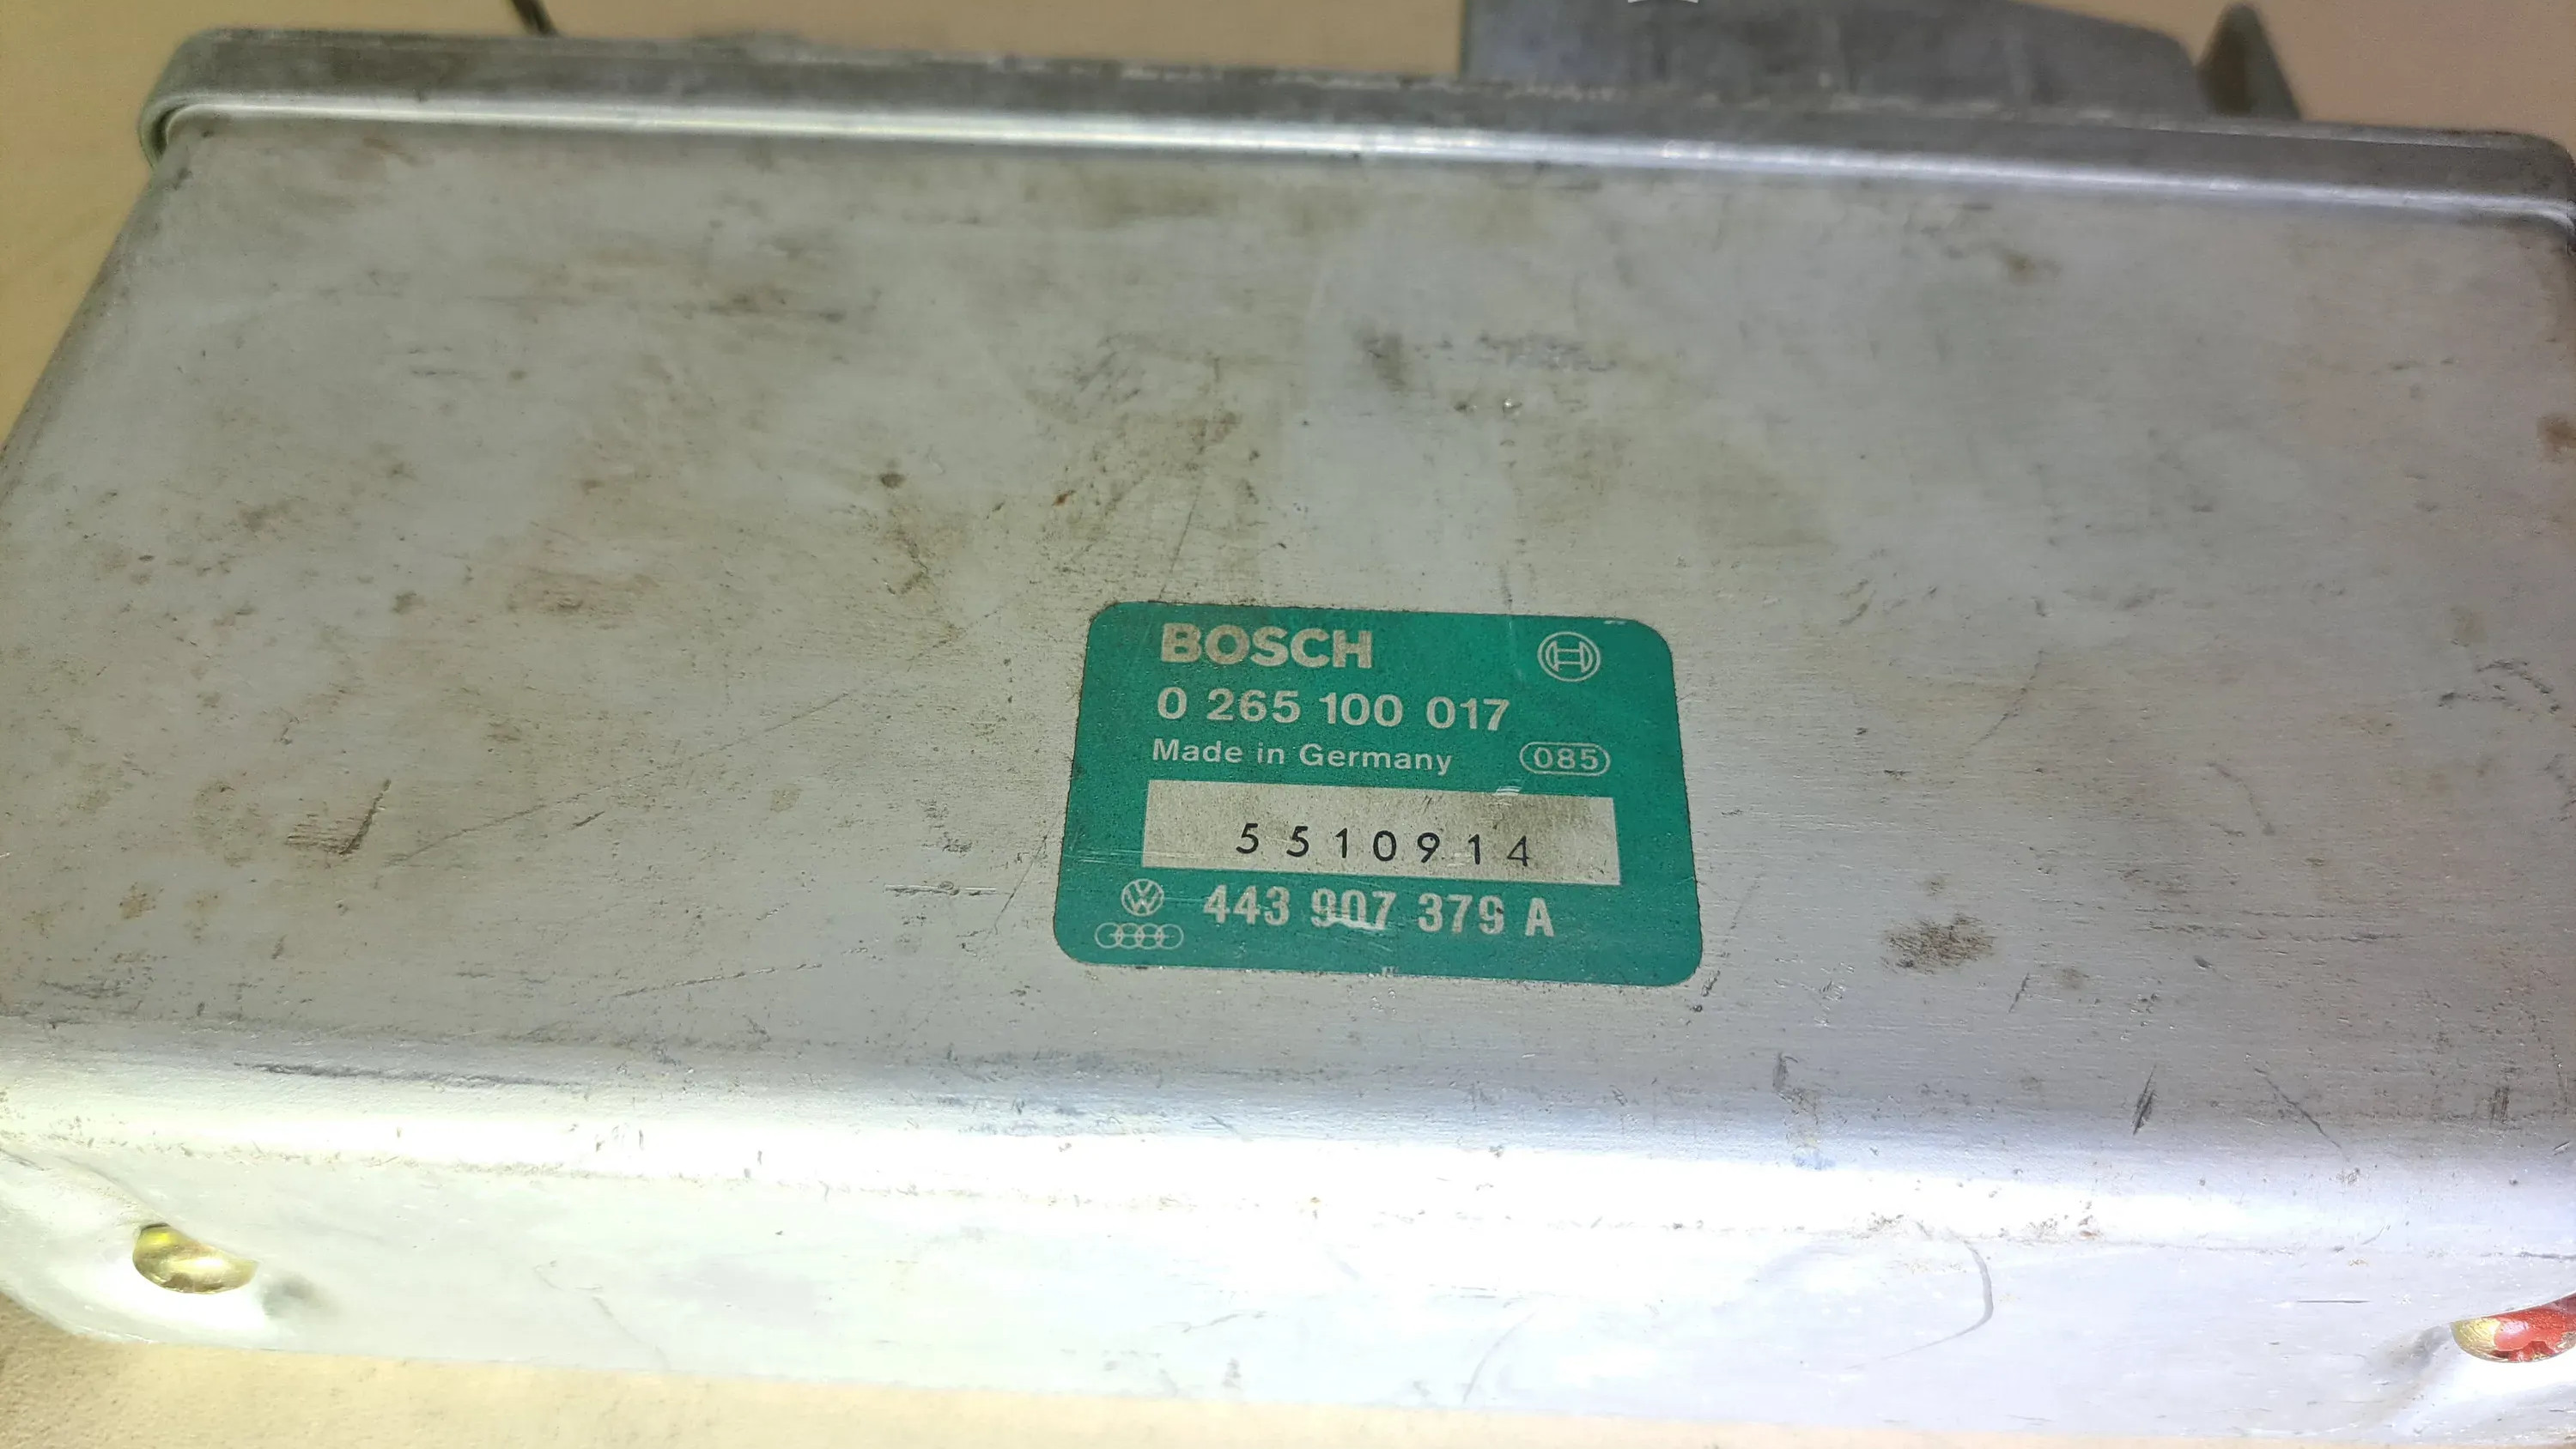 BOSCH
0 265 100 017
Made in Germany 085
5510914
443 907 379 A